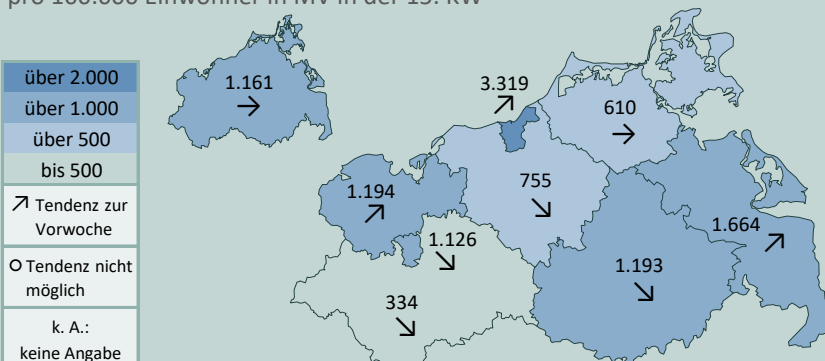 pro 100.000 Einwohner in MV in der 15. KW
über 2.000
über 1.000
über 500
bis 500
↗ Tendenz zur
Vorwoche
O Tendenz nicht
möglich
k. A.:
keine Angabe
1.161
→
3.319
↗
610
→
755
↘
1.194
↗
1.126
↘
1.664
↗
1.193
↘
334
↘